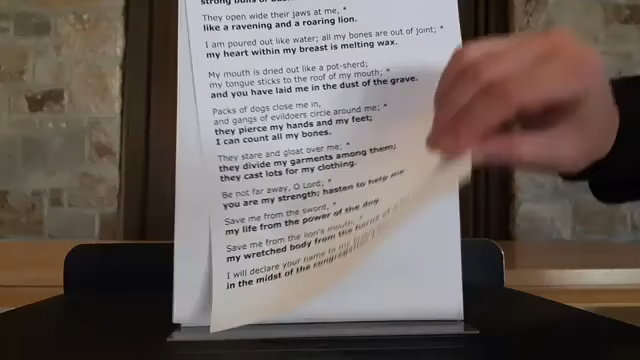 strong bulls of
They open wide their jaws at me, *
like a ravening and a roaring lion.
I am poured out like water; all my bones are out of joint; *
my heart within my breast is melting wax.
My mouth is dried out like a pot-sherd;
my tongue sticks to the roof of my mouth; *
and you have laid me in the dust of the grave.
Packs of dogs close me in,
and gangs of evildoers circle around me; *
they pierce my hands and my feet;
I can count all my bones.
They stare and gloat over me; *
they divide my garments among them;
they cast lots for my clothing.
Be not far away, O Lord; *
you are my strength; hasten to help me
Save me from the sword, *
my life from the power of the dog
Save me from the lion's mouth, *
my wretched body from the horns of
I will declare your name to my
in the midst of the congregat